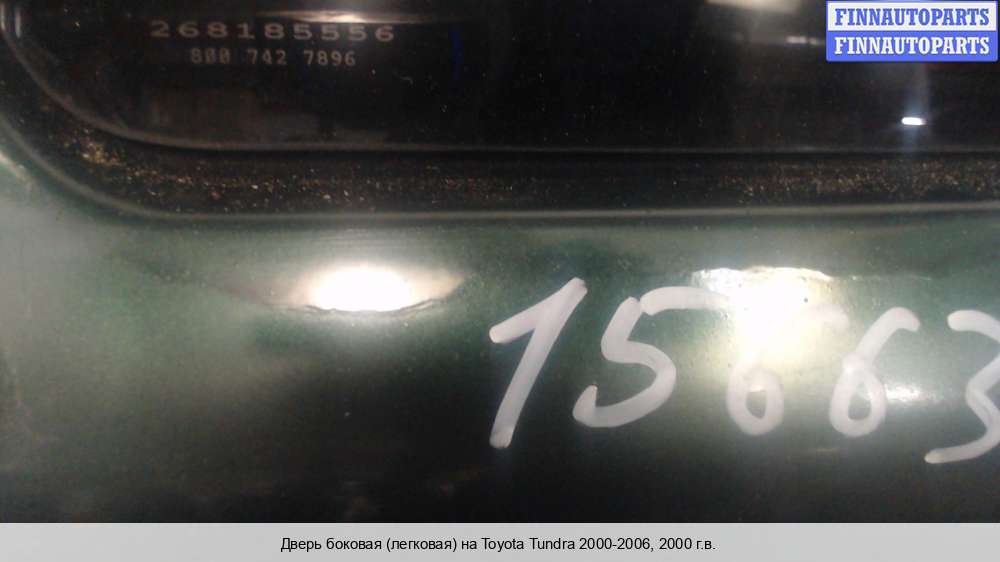 268185556
800 742 7896
FINNAUTOPARTS
FINNAUTOPARTS
15663
Дверь боковая (легковая) на Toyota Tundra 2000-2006, 2000 г.в.